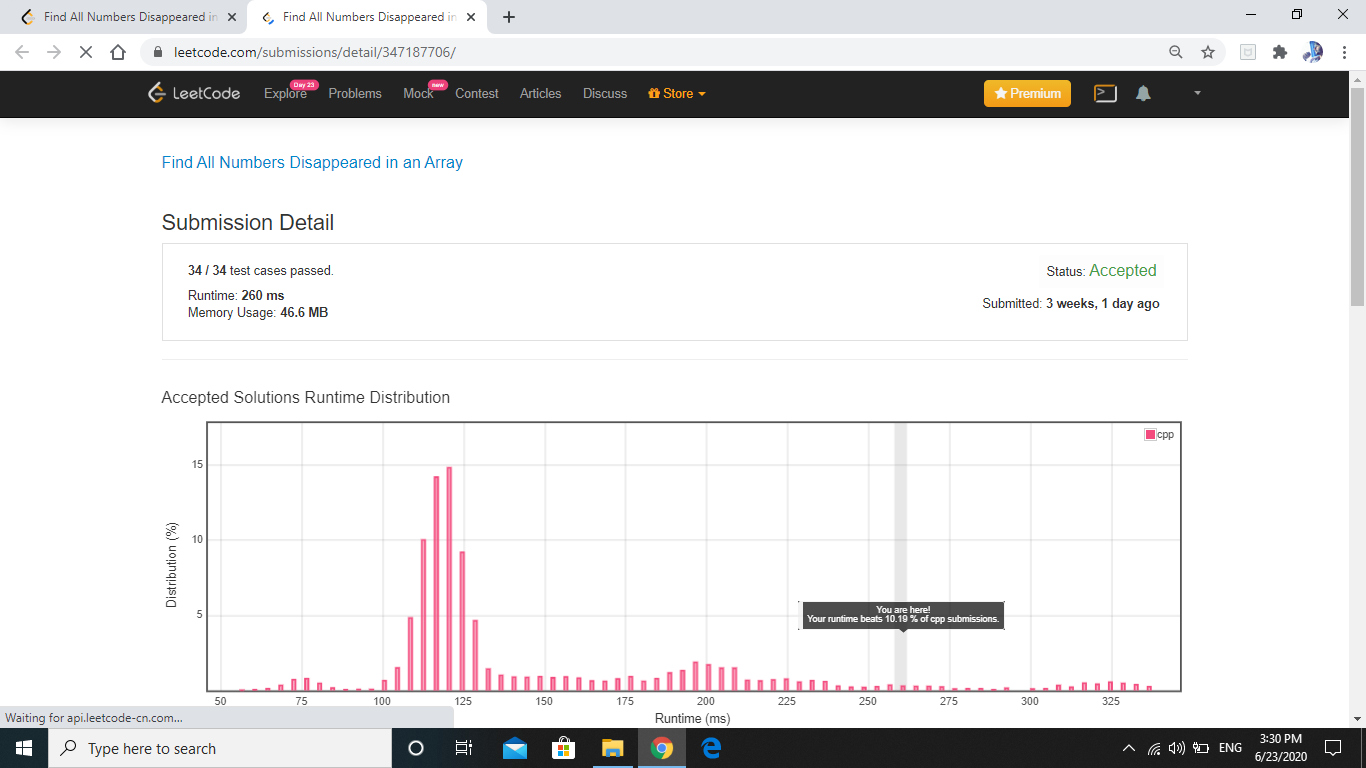 Find All Numbers Disappeared in
Find All Numbers Disappeared in
leetcode.com/submissions/detail/347187706/
LeetCode
Explore
Day 23
Problems
Mock
new
Contest
Articles
Discuss
Store
Premium
Find All Numbers Disappeared in an Array
Submission Detail
34 / 34 test cases passed.
Status: Accepted
Runtime: 260 ms
Memory Usage: 46.6 MB
Submitted: 3 weeks, 1 day ago
Accepted Solutions Runtime Distribution
cpp
15
10
5
Distribution (%)
You are here!
Your runtime beats 10.19 % of cpp submissions.
50 75 100 125 150 175 200 225 250 275 300 325
Runtime (ms)
Waiting for api.leetcode-cn.com...
Type here to search
ENG
3:30 PM
6/23/2020